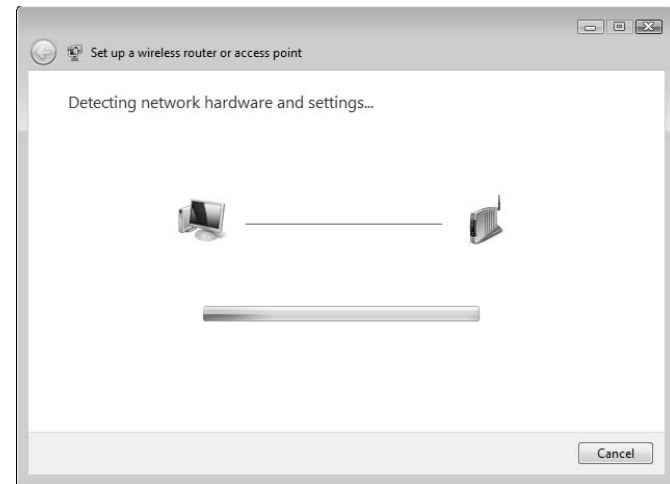 Set up a wireless router or access point
Detecting network hardware and settings...
Cancel